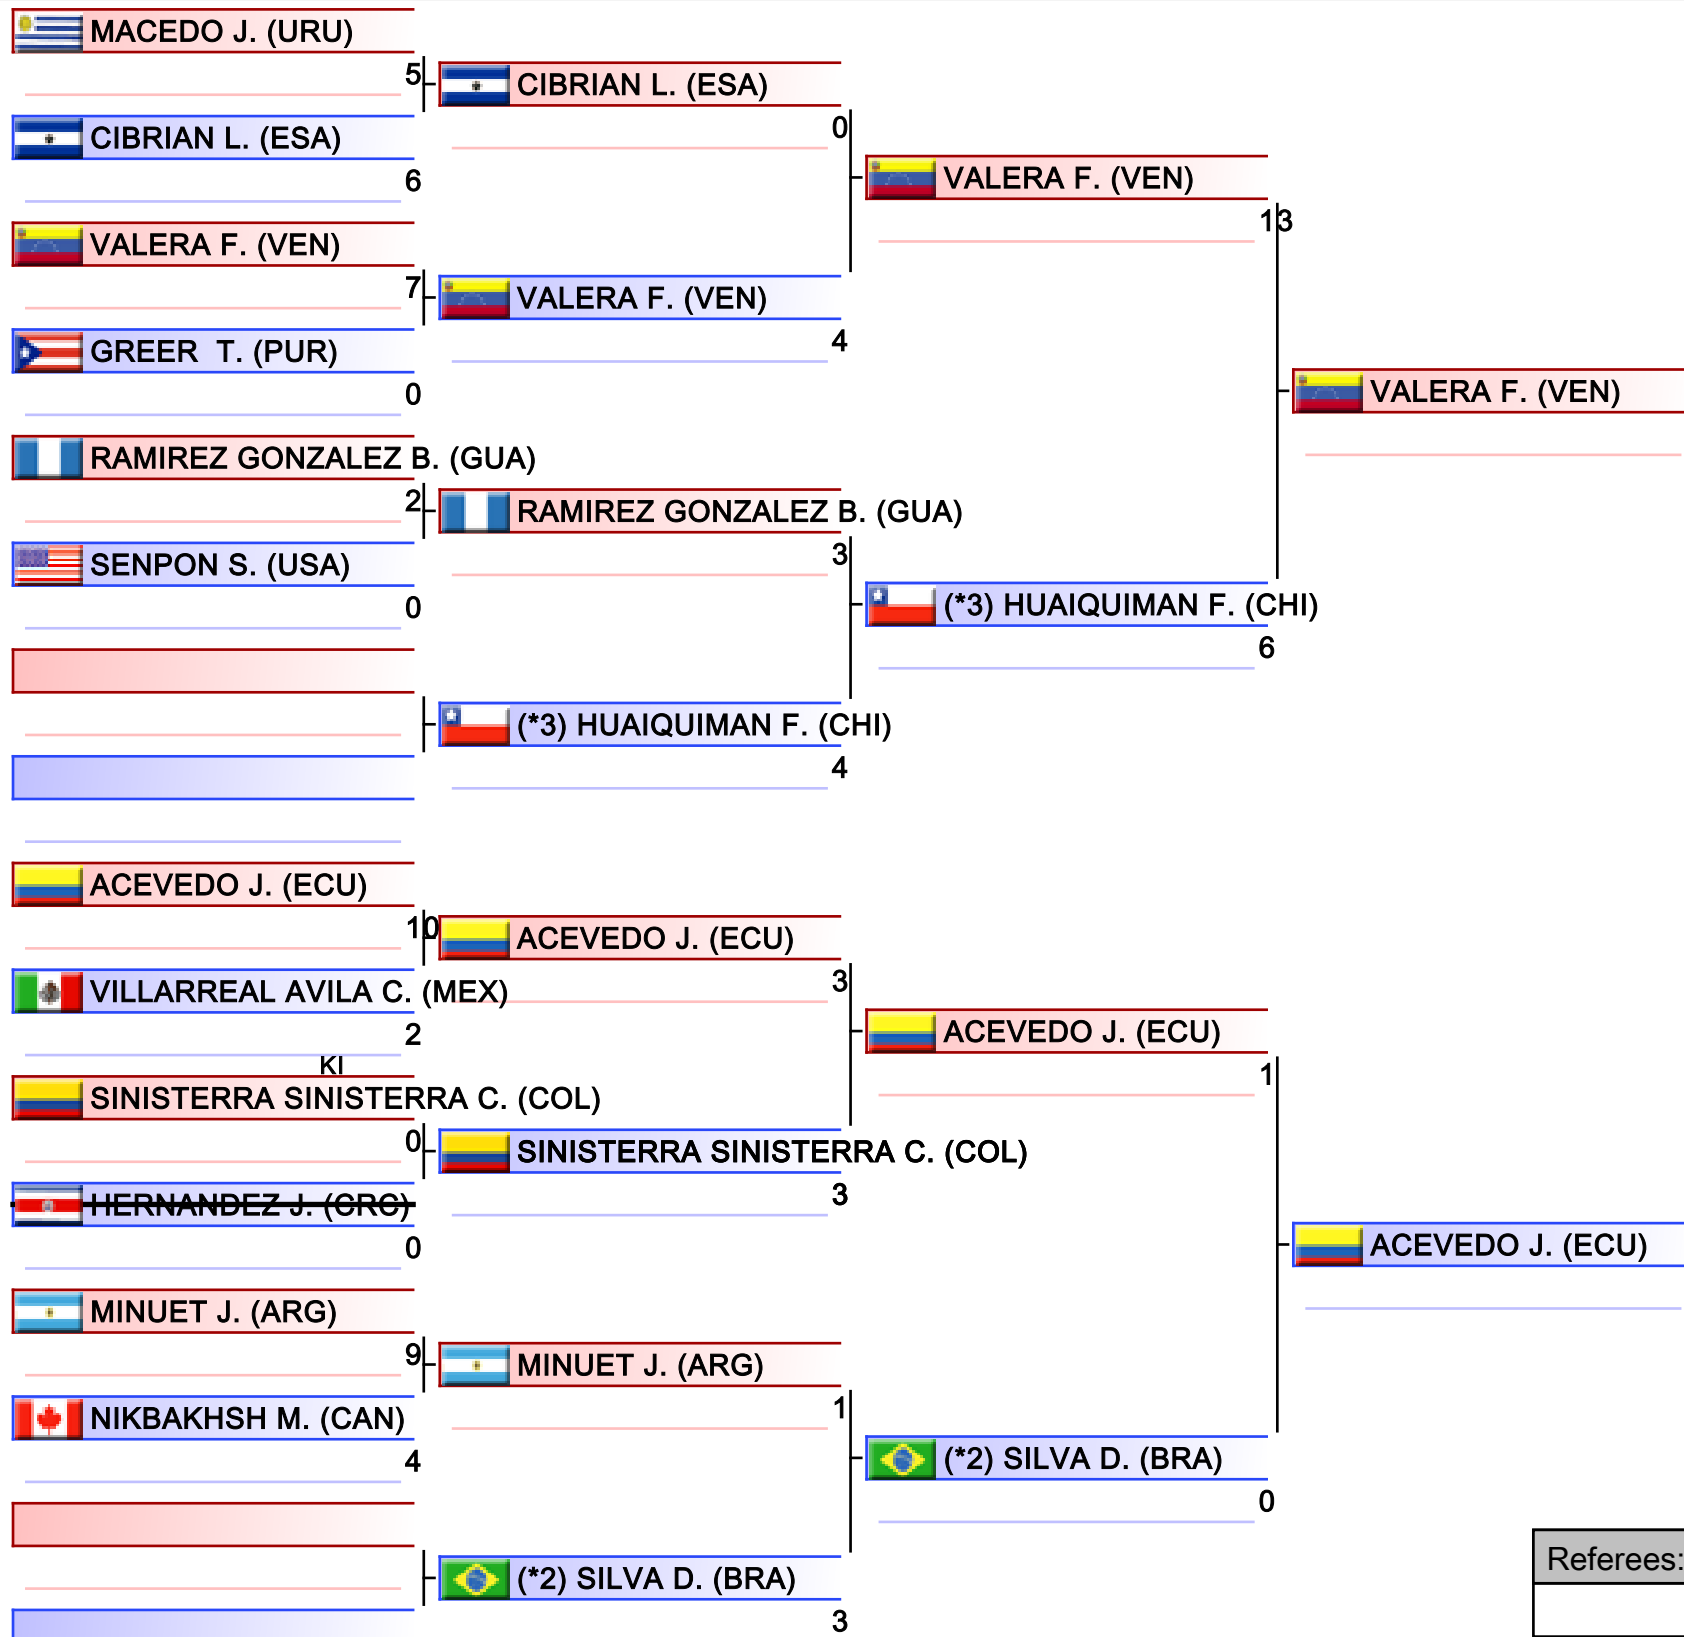 MACEDO J. (URU)
5
CIBRIAN L. (ESA)
CIBRIAN L. (ESA)
0
6
VALERA F. (VEN)
13
VALERA F. (VEN)
7
VALERA F. (VEN)
4
GREER T. (PUR)
0
VALERA F. (VEN)
RAMIREZ GONZALEZ B. (GUA)
2
RAMIREZ GONZALEZ B. (GUA)
3
SENPON S. (USA)
0
(*3) HUAIQUIMAN F. (CHI)
6
(*3) HUAIQUIMAN F. (CHI)
4
ACEVEDO J. (ECU)
10
ACEVEDO J. (ECU)
3
VILLARREAL AVILA C. (MEX)
2
ACEVEDO J. (ECU)
1
KI
SINISTERRA SINISTERRA C. (COL)
0
SINISTERRA SINISTERRA C. (COL)
3
HERNANDEZ J. (CRC)
0
ACEVEDO J. (ECU)
MINUET J. (ARG)
9
MINUET J. (ARG)
1
NIKBAKHSH M. (CAN)
4
(*2) SILVA D. (BRA)
0
(*2) SILVA D. (BRA)
3
Referees: